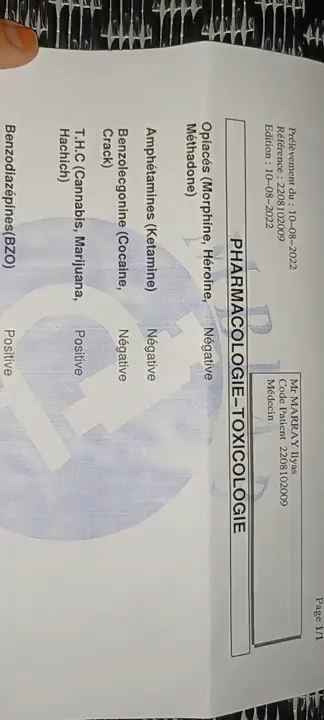 Page 1/1
Prélèvement du : 10-08-2022
Référence : 2208102009
Edition : 10-08-2022
Mr MARRAY Ilyas
Code Patient 2208102009
Médecin
PHARMACOLOGIE-TOXICOLOGIE
Opiacés (Morphine, Héroïne, Négative
Méthadone)
Amphétamines (Ketamine) Négative
Benzolecgonine (Cocaine, Négative
Crack)
T.H.C (Cannabis, Marijuana, Positive
Hachich)
Benzodiazépines(BZO) Positive